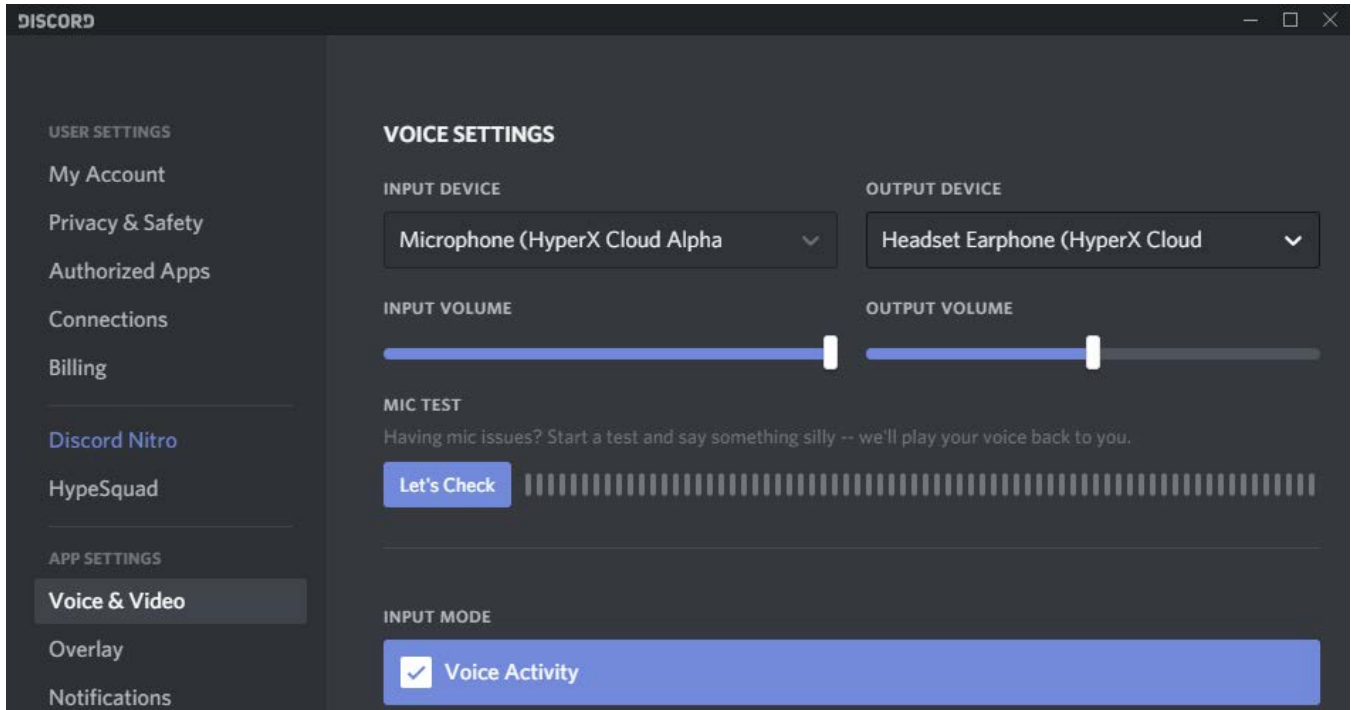 DISCORD
USER SETTINGS
My Account
Privacy & Safety
Authorized Apps
Connections
Billing
Discord Nitro
HypeSquad
APP SETTINGS
Voice & Video
Overlay
Notifications
VOICE SETTINGS
INPUT DEVICE
Microphone (HyperX Cloud Alpha
OUTPUT DEVICE
Headset Earphone (HyperX Cloud
INPUT VOLUME
OUTPUT VOLUME
MIC TEST
Having mic issues? Start a test and say something silly -- we'll play your voice back to you.
Let's Check
INPUT MODE
Voice Activity